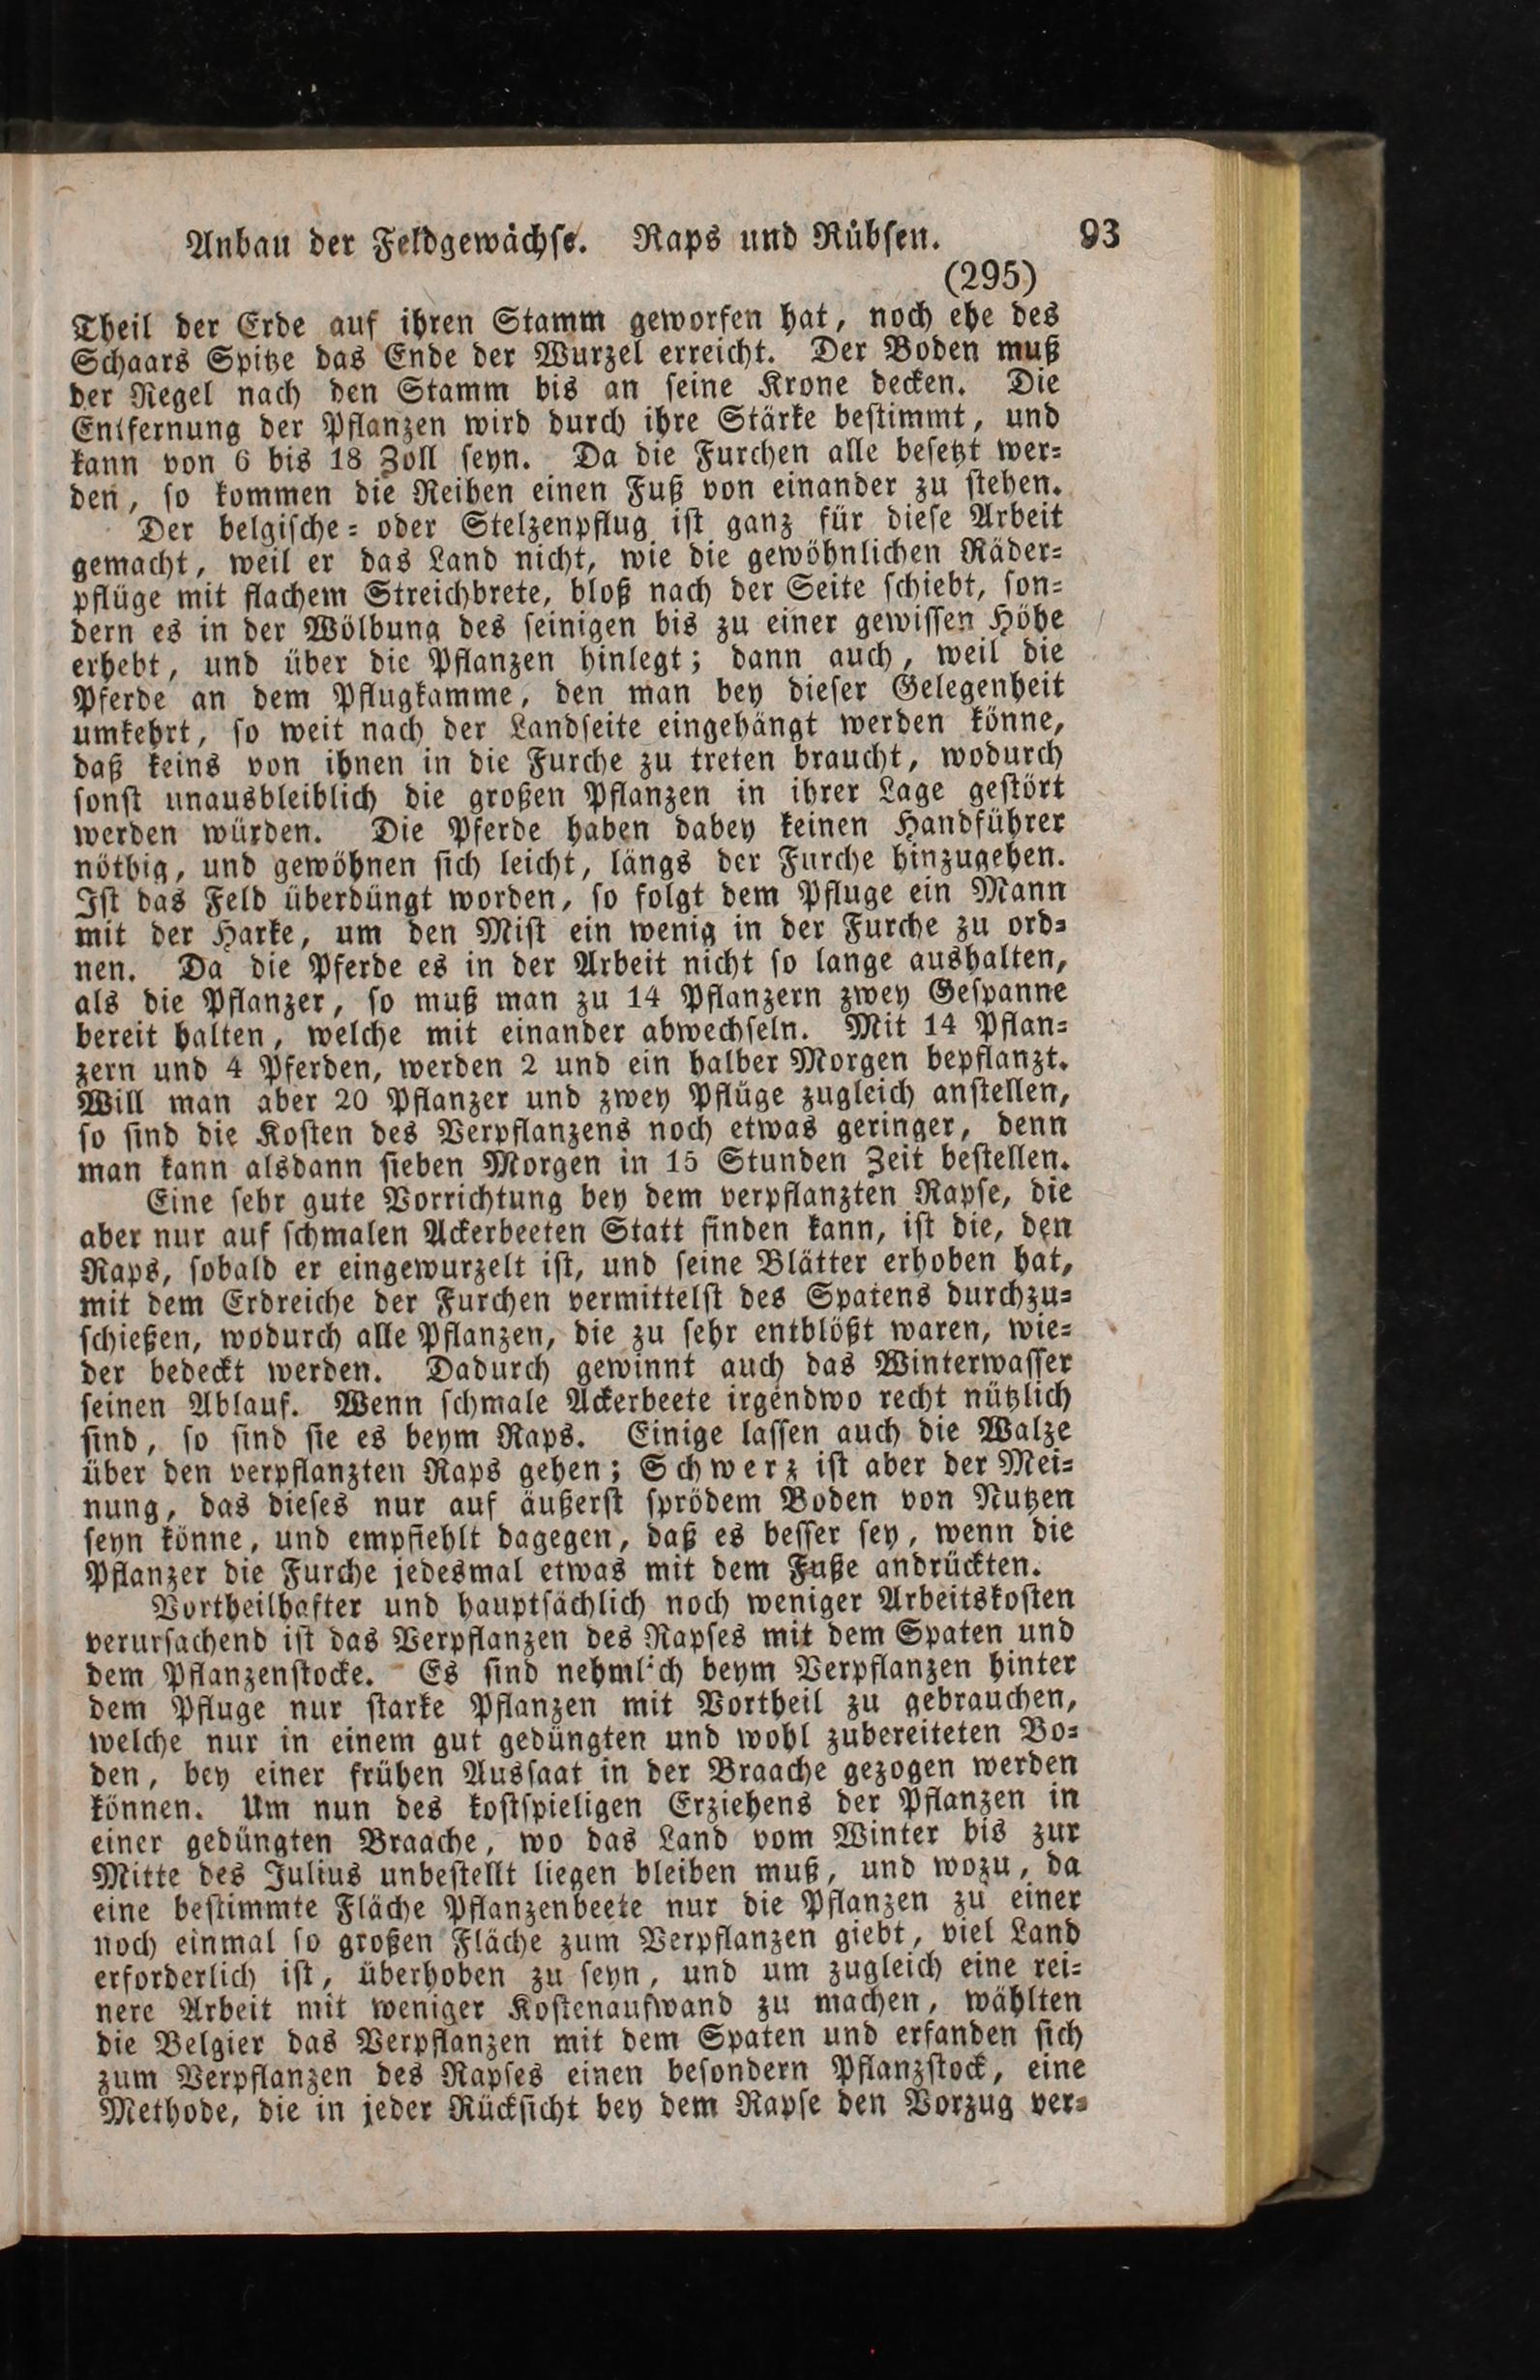 Anbau der Feldgewächse. Raps und Rübsen. 93
(295)
Theil der Erde auf ihren Stamm geworfen hat, noch ehe des
Schaars Spitze das Ende der Wurzel erreicht. Der Boden muß
der Regel nach den Stamm bis an seine Krone decken. Die
Entfernung der Pflanzen wird durch ihre Stärke bestimmt, und
kann von 6 bis 18 Zoll seyn. Da die Furchen alle besetzt wer=
den, so kommen die Reihen einen Fuß von einander zu stehen.
Der belgische= oder Stelzenpflug ist ganz für diese Arbeit
gemacht, weil er das Land nicht, wie die gewöhnlichen Räder=
pflüge mit flachem Streichbrete, bloß nach der Seite schiebt, son=
dern es in der Wölbung des seinigen bis zu einer gewissen Höhe
erhebt, und über die Pflanzen hinlegt; dann auch, weil die
Pferde an dem Pflugkamme, den man bey dieser Gelegenheit
umkehrt, so weit nach der Landseite eingehängt werden könne,
daß keins von ihnen in die Furche zu treten braucht, wodurch
sonst unausbleiblich die großen Pflanzen in ihrer Lage gestört
werden würden. Die Pferde haben dabey keinen Handführer
nöthig, und gewöhnen sich leicht, längs der Furche hinzugehen.
Ist das Feld überdüngt worden, so folgt dem Pfluge ein Mann
mit der Harke, um den Mist ein wenig in der Furche zu ord=
nen. Da die Pferde es in der Arbeit nicht so lange aushalten,
als die Pflanzer, so muß man zu 14 Pflanzern zwey Gespanne
bereit halten, welche mit einander abwechseln. Mit 14 Pflan=
zern und 4 Pferden, werden 2 und ein halber Morgen bepflanzt.
Will man aber 20 Pflanzer und zwey Pflüge zugleich anstellen,
so sind die Kosten des Verpflanzens noch etwas geringer, denn
man kann alsdann sieben Morgen in 15 Stunden Zeit bestellen.
Eine sehr gute Vorrichtung bey dem verpflanzten Rapse, die
aber nur auf schmalen Ackerbeeten Statt finden kann, ist die, den
Raps, sobald er eingewurzelt ist, und seine Blätter erhoben hat,
mit dem Erdreiche der Furchen vermittelst des Spatens durchzu=
schießen, wodurch alle Pflanzen, die zu sehr entblößt waren, wie=
der bedeckt werden. Dadurch gewinnt auch das Winterwasser
seinen Ablauf. Wenn schmale Ackerbeete irgendwo recht nützlich
sind, so sind sie es beym Raps. Einige lassen auch die Walze
über den verpflanzten Raps gehen; Schwerz ist aber der Mei=
nung, das dieses nur auf äußerst sprödem Boden von Nutzen
seyn könne, und empfiehlt dagegen, daß es besser sey, wenn die
Pflanzer die Furche jedesmal etwas mit dem Fuße andrückten.
Vortheilhafter und hauptsächlich noch weniger Arbeitskosten
verursachend ist das Verpflanzen des Rapses mit dem Spaten und
dem Pflanzenstocke. Es sind nehmlich beym Verpflanzen hinter
dem Pfluge nur starke Pflanzen mit Vortheil zu gebrauchen,
welche nur in einem gut gedüngten und wohl zubereiteten Bo=
den, bey einer frühen Aussaat in der Braache gezogen werden
können. Um nun des kostspieligen Erziehens der Pflanzen in
einer gedüngten Braache, wo das Land vom Winter bis zur
Mitte des Julius unbestellt liegen bleiben muß, und wozu, da
eine bestimmte Fläche Pflanzenbeete nur die Pflanzen zu einer
noch einmal so großen Fläche zum Verpflanzen giebt, viel Land
erforderlich ist, überhoben zu seyn, und um zugleich eine rei=
nere Arbeit mit weniger Kostenaufwand zu machen, wählten
die Belgier das Verpflanzen mit dem Spaten und erfanden sich
zum Verpflanzen des Rapses einen besondern Pflanzstock, eine
Methode, die in jeder Rücksicht bey dem Rapse den Vorzug ver=